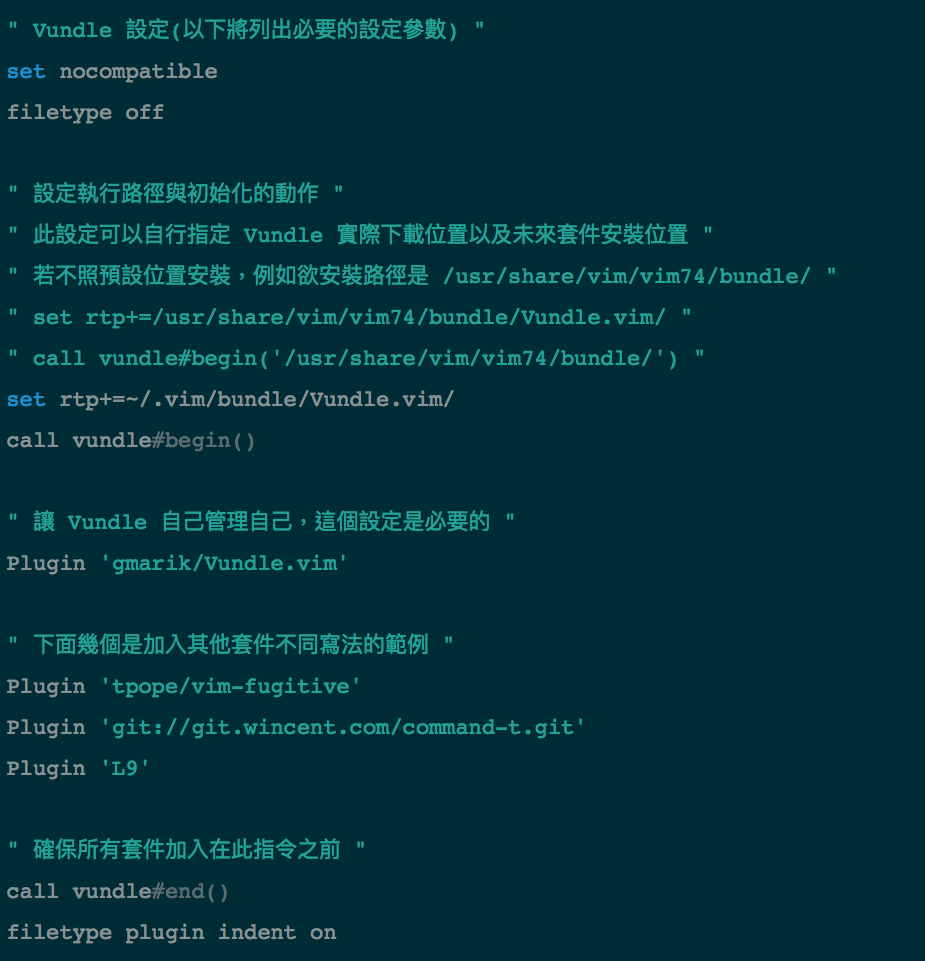 " Vundle 設定(以下將列出必要的設定參數) "
set nocompatible
filetype off
" 設定執行路徑與初始化的動作 "
" 此設定可以自行指定 Vundle 實際下載位置以及未來套件安裝位置 "
" 若不照預設位置安裝，例如欲安裝路徑是 /usr/share/vim/vim74/bundle/ "
" set rtp+=/usr/share/vim/vim74/bundle/Vundle.vim/ "
" call vundle#begin('/usr/share/vim/vim74/bundle/') "
set rtp+=~/.vim/bundle/Vundle.vim/
call vundle#begin()
" 讓 Vundle 自己管理自己，這個設定是必要的 "
Plugin 'gmarik/Vundle.vim'
" 下面幾個是加入其他套件不同寫法的範例 "
Plugin 'tpope/vim-fugitive'
Plugin 'git://git.wincent.com/command-t.git'
Plugin 'L9'
" 確保所有套件加入在此指令之前 "
call vundle#end()
filetype plugin indent on